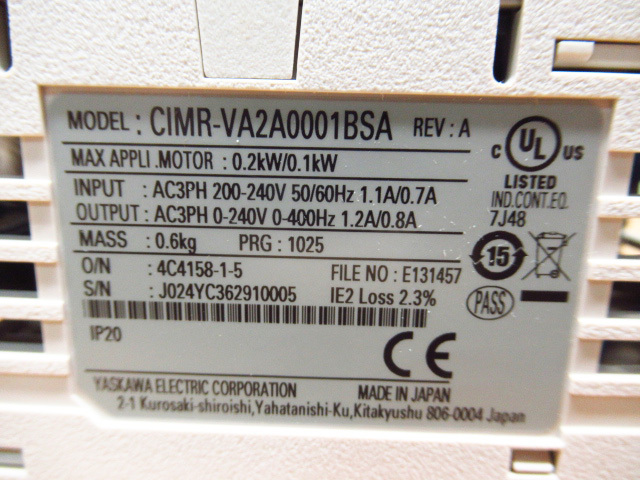 MODEL : CIMR-VA2A0001BSA REV : A
MAX APPLI .MOTOR : 0.2kW/0.1kW
INPUT : AC3PH 200-240V 50/60Hz 1.1A/0.7A
OUTPUT : AC3PH 0-240V 0-400Hz 1.2A/0.8A
MASS : 0.6kg PRG : 1025
O/N : 4C4158-1-5 FILE NO : E131457
S/N : J024YC362910005 IE2 Loss 2.3%
IP20
C UL US
LISTED
IND.CONT.EQ.
7J48
15
PASS
CE
YASKAWA ELECTRIC CORPORATION MADE IN JAPAN
2-1 Kurosaki-shiroishi,Yahatanishi-Ku,Kitakyushu 806-0004 Japan